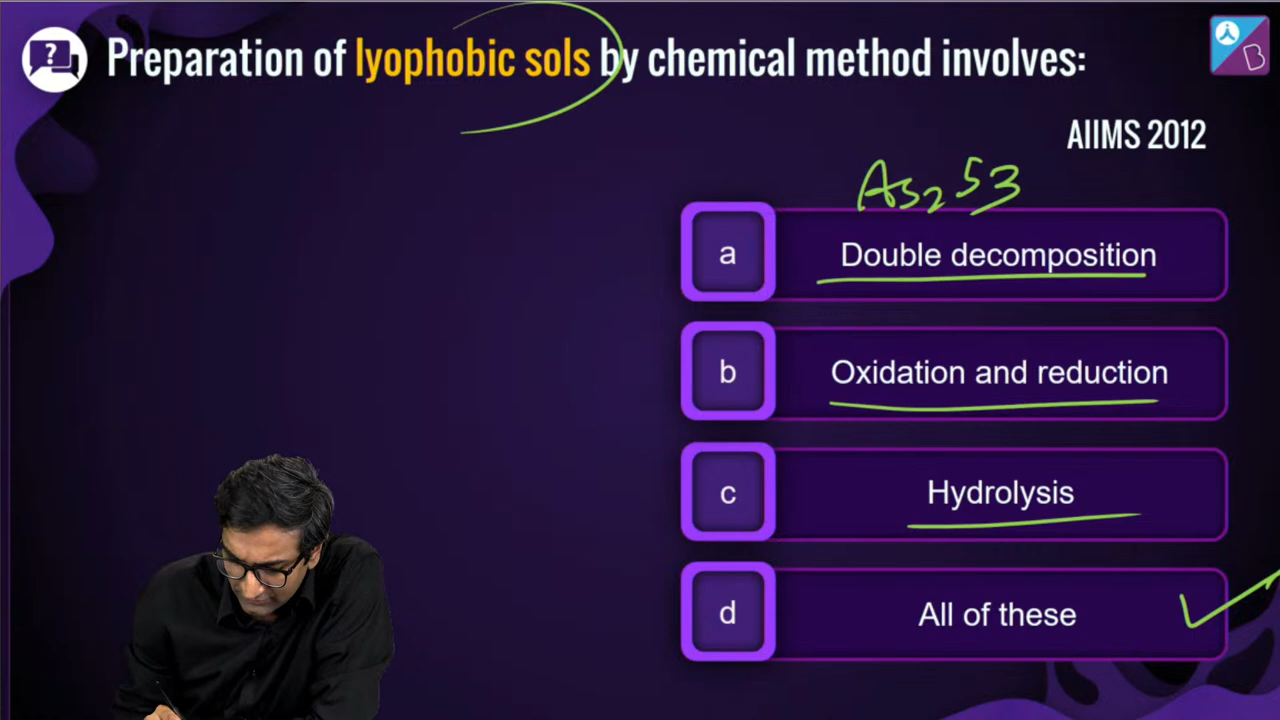 ?
Preparation of lyophobic sols by chemical method involves:
B
AIIMS 2012
As₂S3
a Double decomposition
b Oxidation and reduction
c Hydrolysis
d All of these